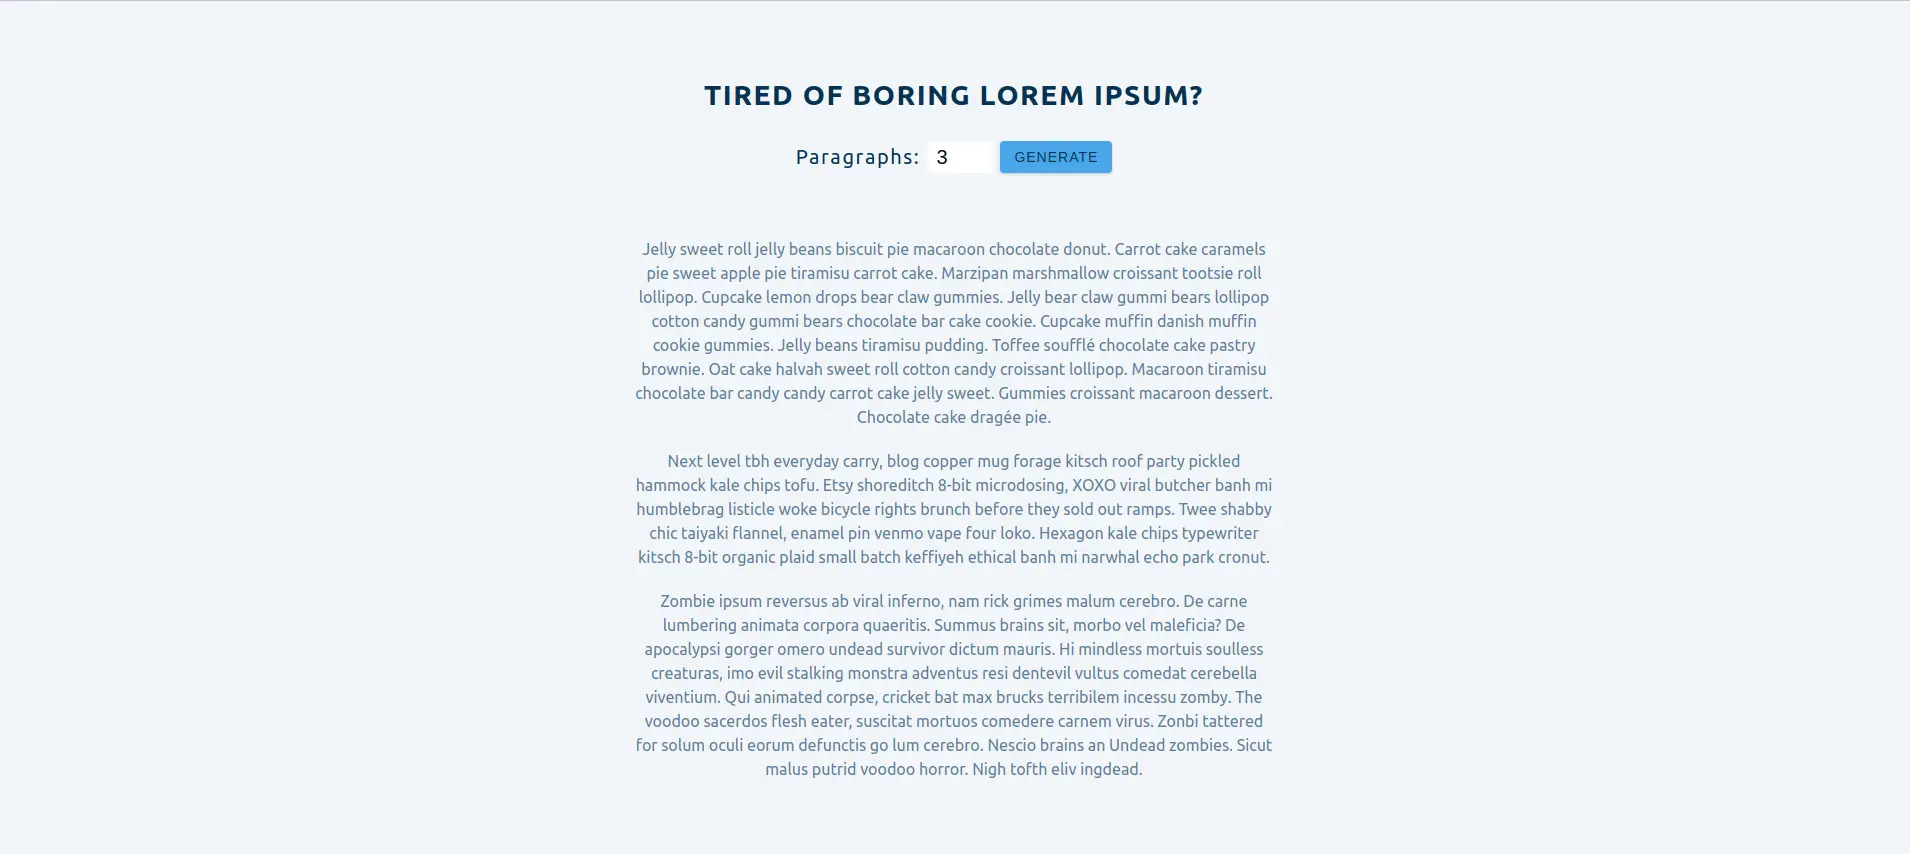 TIRED OF BORING LOREM IPSUM?
Paragraphs: 3 GENERATE
Jelly sweet roll jelly beans biscuit pie macaroon chocolate donut. Carrot cake caramels
pie sweet apple pie tiramisu carrot cake. Marzipan marshmallow croissant tootsie roll
lollipop. Cupcake lemon drops bear claw gummies. Jelly bear claw gummi bears lollipop
cotton candy gummi bears chocolate bar cake cookie. Cupcake muffin danish muffin
cookie gummies. Jelly beans tiramisu pudding. Toffee soufflé chocolate cake pastry
brownie. Oat cake halvah sweet roll cotton candy croissant lollipop. Macaroon tiramisu
chocolate bar candy candy carrot cake jelly sweet. Gummies croissant macaroon dessert.
Chocolate cake dragée pie.
Next level tbh everyday carry, blog copper mug forage kitsch roof party pickled
hammock kale chips tofu. Etsy shoreditch 8-bit microdosing, XOXO viral butcher banh mi
humblebrag listicle woke bicycle rights brunch before they sold out ramps. Twee shabby
chic taiyaki flannel, enamel pin venmo vape four loko. Hexagon kale chips typewriter
kitsch 8-bit organic plaid small batch keffiyeh ethical banh mi narwhal echo park cronut.
Zombie ipsum reversus ab viral inferno, nam rick grimes malum cerebro. De carne
lumbering animata corpora quaeritis. Summus brains sit, morbo vel maleficia? De
apocalypsi gorger omero undead survivor dictum mauris. Hi mindless mortuis soulless
creaturas, imo evil stalking monstra adventus resi dentevil vultus comedat cerebella
viventium. Qui animated corpse, cricket bat max brucks terribilem incessu zomby. The
voodoo sacerdos flesh eater, suscitat mortuos comedere carnem virus. Zonbi tattered
for solum oculi eorum defunctis go lum cerebro. Nescio brains an Undead zombies. Sicut
malus putrid voodoo horror. Nigh tofth eliv ingdead.